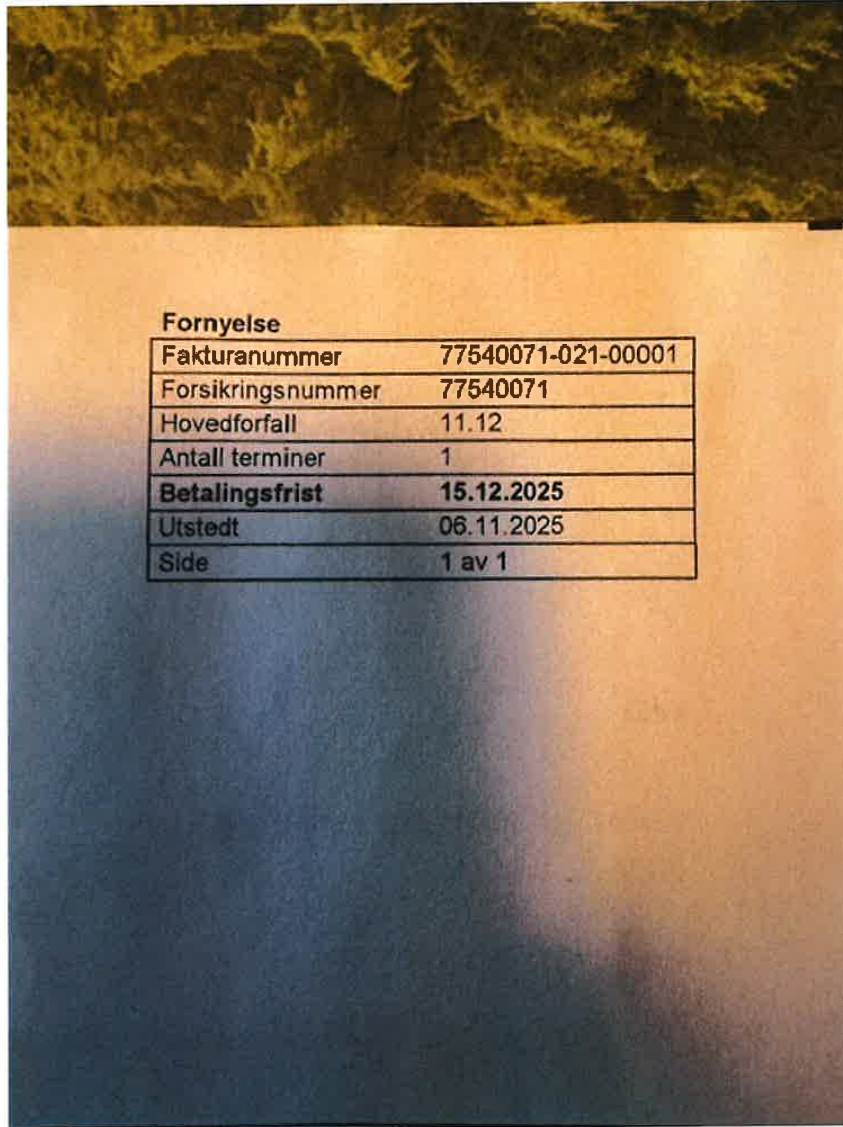 Fornyelse
Fakturanummer 77540071-021-00001
Forsikringsnummer 77540071
Hovedforfall 11.12
Antall terminer 1
Betalingsfrist 15.12.2025
Utstedt 06.11.2025
Side 1 av 1